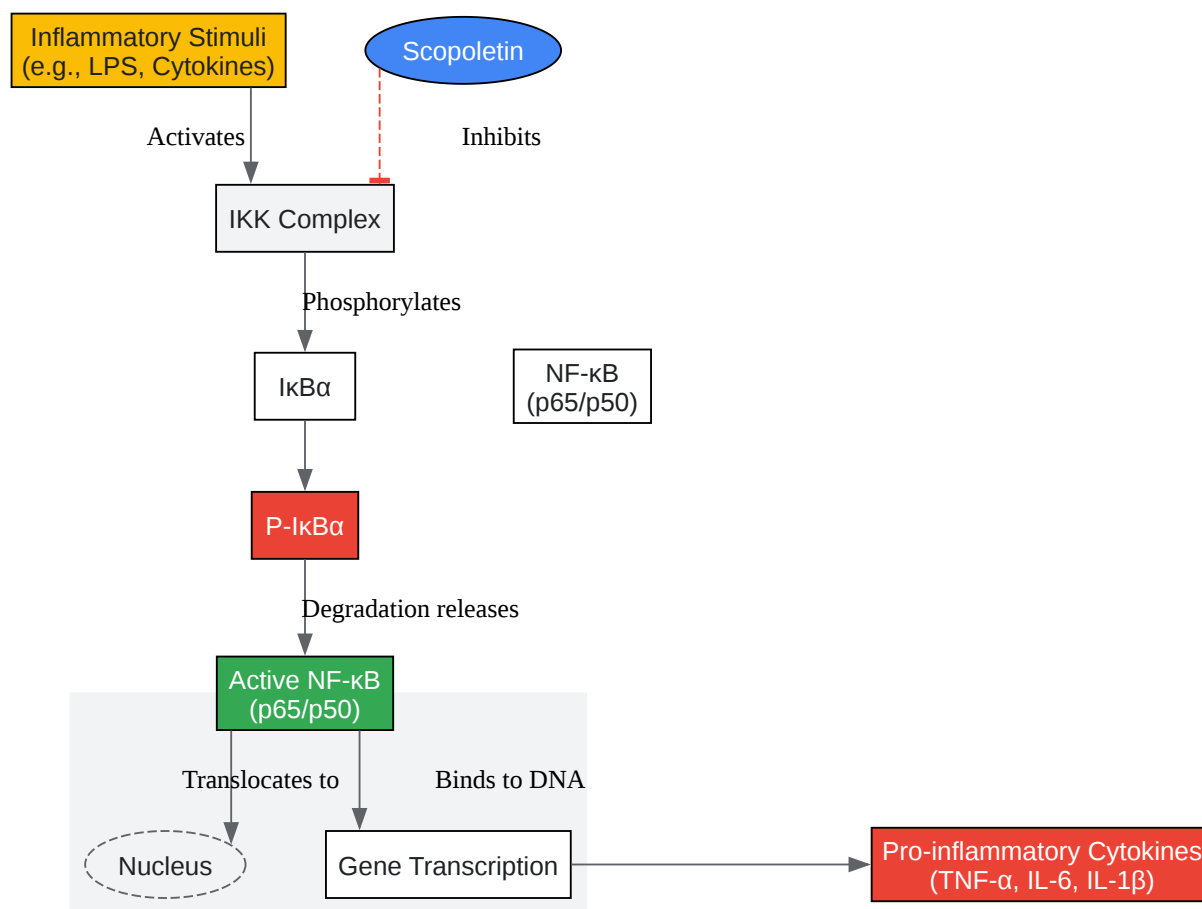 Inflammatory Stimuli
(e.g., LPS, Cytokines)
Scopoletin
Activates
Inhibits
IKK Complex
Phosphorylates
IκBα
NF-κB
(p65/p50)
P-IκBα
Degradation releases
Active NF-κB
(p65/p50)
Translocates to
Binds to DNA
Nucleus
Gene Transcription
Pro-inflammatory Cytokines
(TNF-α, IL-6, IL-1β)